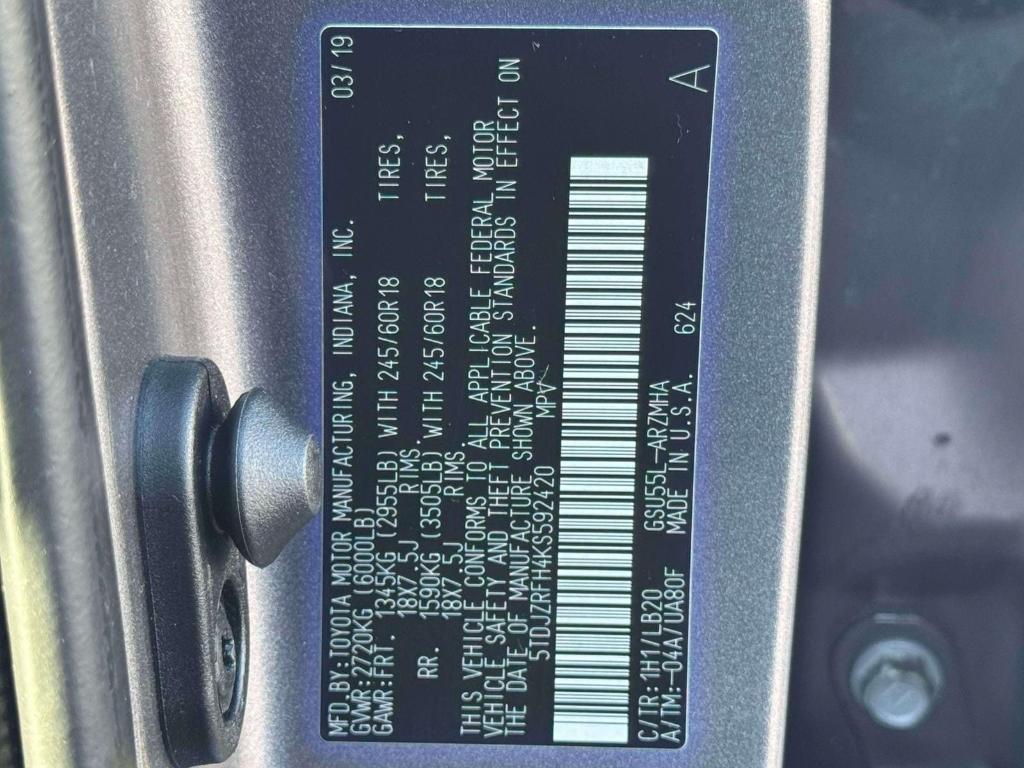 MFD.BY:TOYOTA MOTOR MANUFACTURING, INDIANA, INC. 03/19
GVWR:2720KG (6000LB)
GAWR:FRT. 1345KG (2955LB) WITH 245/60R18 TIRES,
18X7.5J RIMS.
RR. 1590KG (3505LB) WITH 245/60R18 TIRES,
18X7.5J RIMS.
THIS VEHICLE CONFORMS TO ALL APPLICABLE FEDERAL MOTOR
VEHICLE SAFETY AND THEFT PREVENTION STANDARDS IN EFFECT ON
THE DATE OF MANUFACTURE SHOWN ABOVE.
5TDJZRFH4KS592420 MPV
C/TR:1H1/LB20 GSU55L-ARZMHA
A/TM:-04A/UA80F MADE IN U.S.A. 624 A